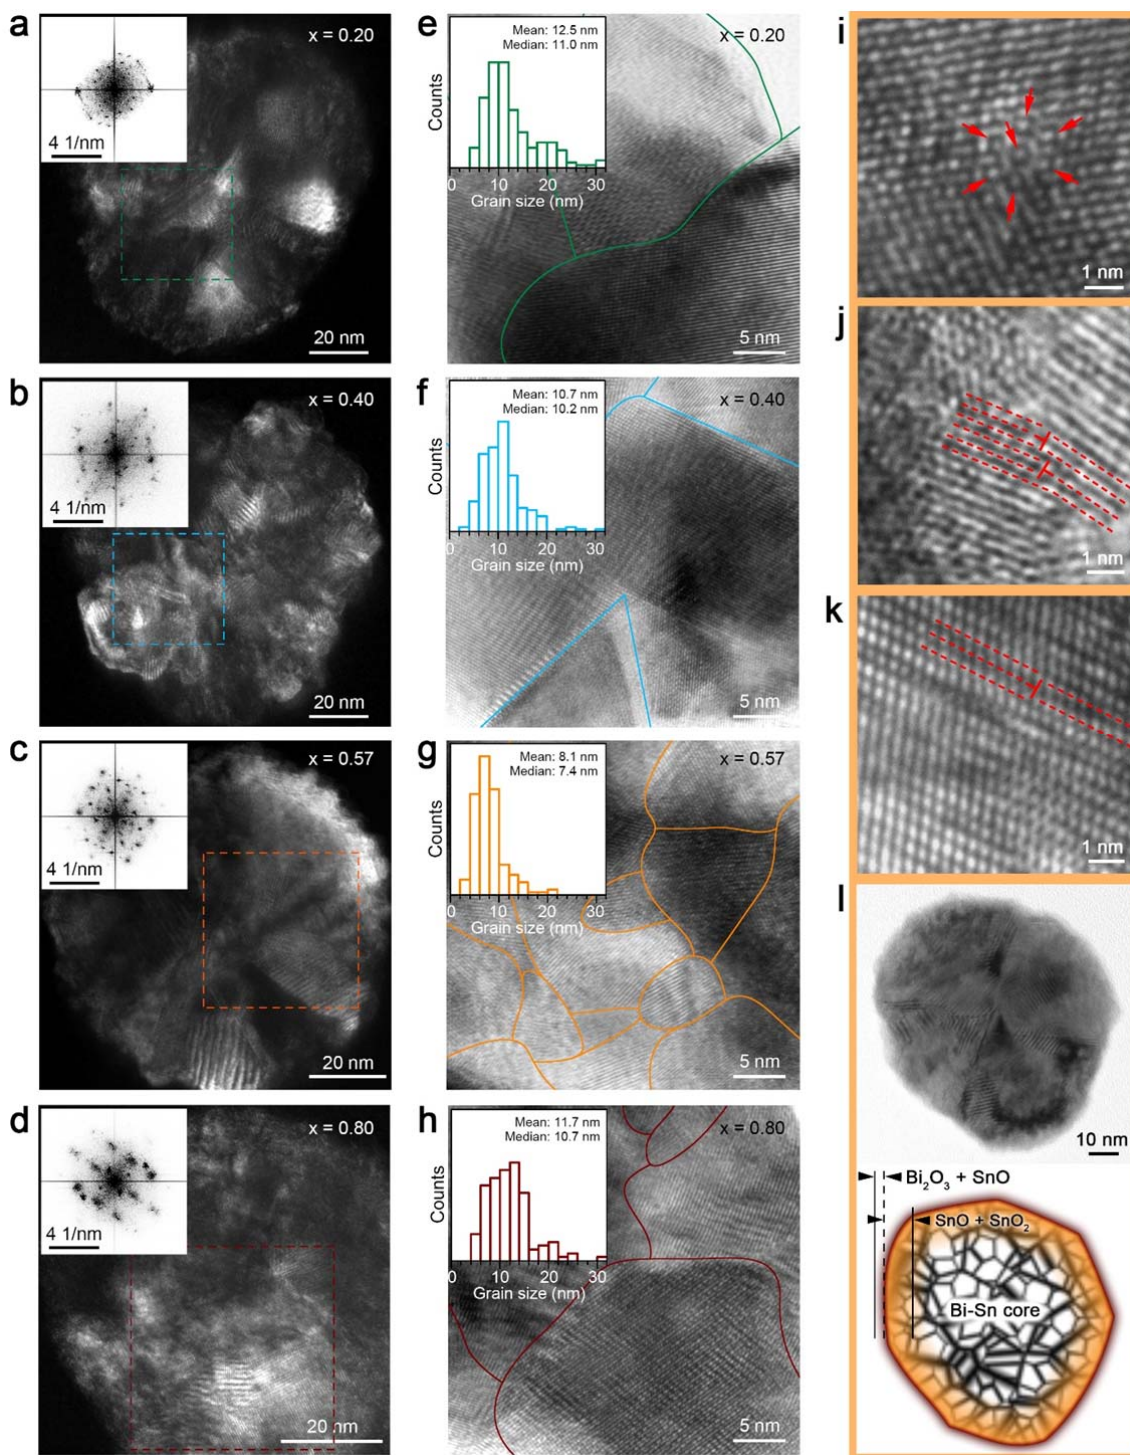 a
x = 0.20
4 1/nm
20 nm
e
Mean: 12.5 nm
Median: 11.0 nm
x = 0.20
Counts
0 10 20 30
Grain size (nm)
5 nm
b
x = 0.40
4 1/nm
20 nm
f
Mean: 10.7 nm
Median: 10.2 nm
x = 0.40
Counts
0 10 20 30
Grain size (nm)
5 nm
c
x = 0.57
4 1/nm
20 nm
g
Mean: 8.1 nm
Median: 7.4 nm
x = 0.57
Counts
0 10 20 30
Grain size (nm)
5 nm
d
x = 0.80
4 1/nm
20 nm
h
Mean: 11.7 nm
Median: 10.7 nm
x = 0.80
Counts
0 10 20 30
Grain size (nm)
5 nm
i
1 nm
j
1 nm
k
1 nm
l
10 nm
Bi₂O₃ + SnO
SnO + SnO₂
Bi-Sn core